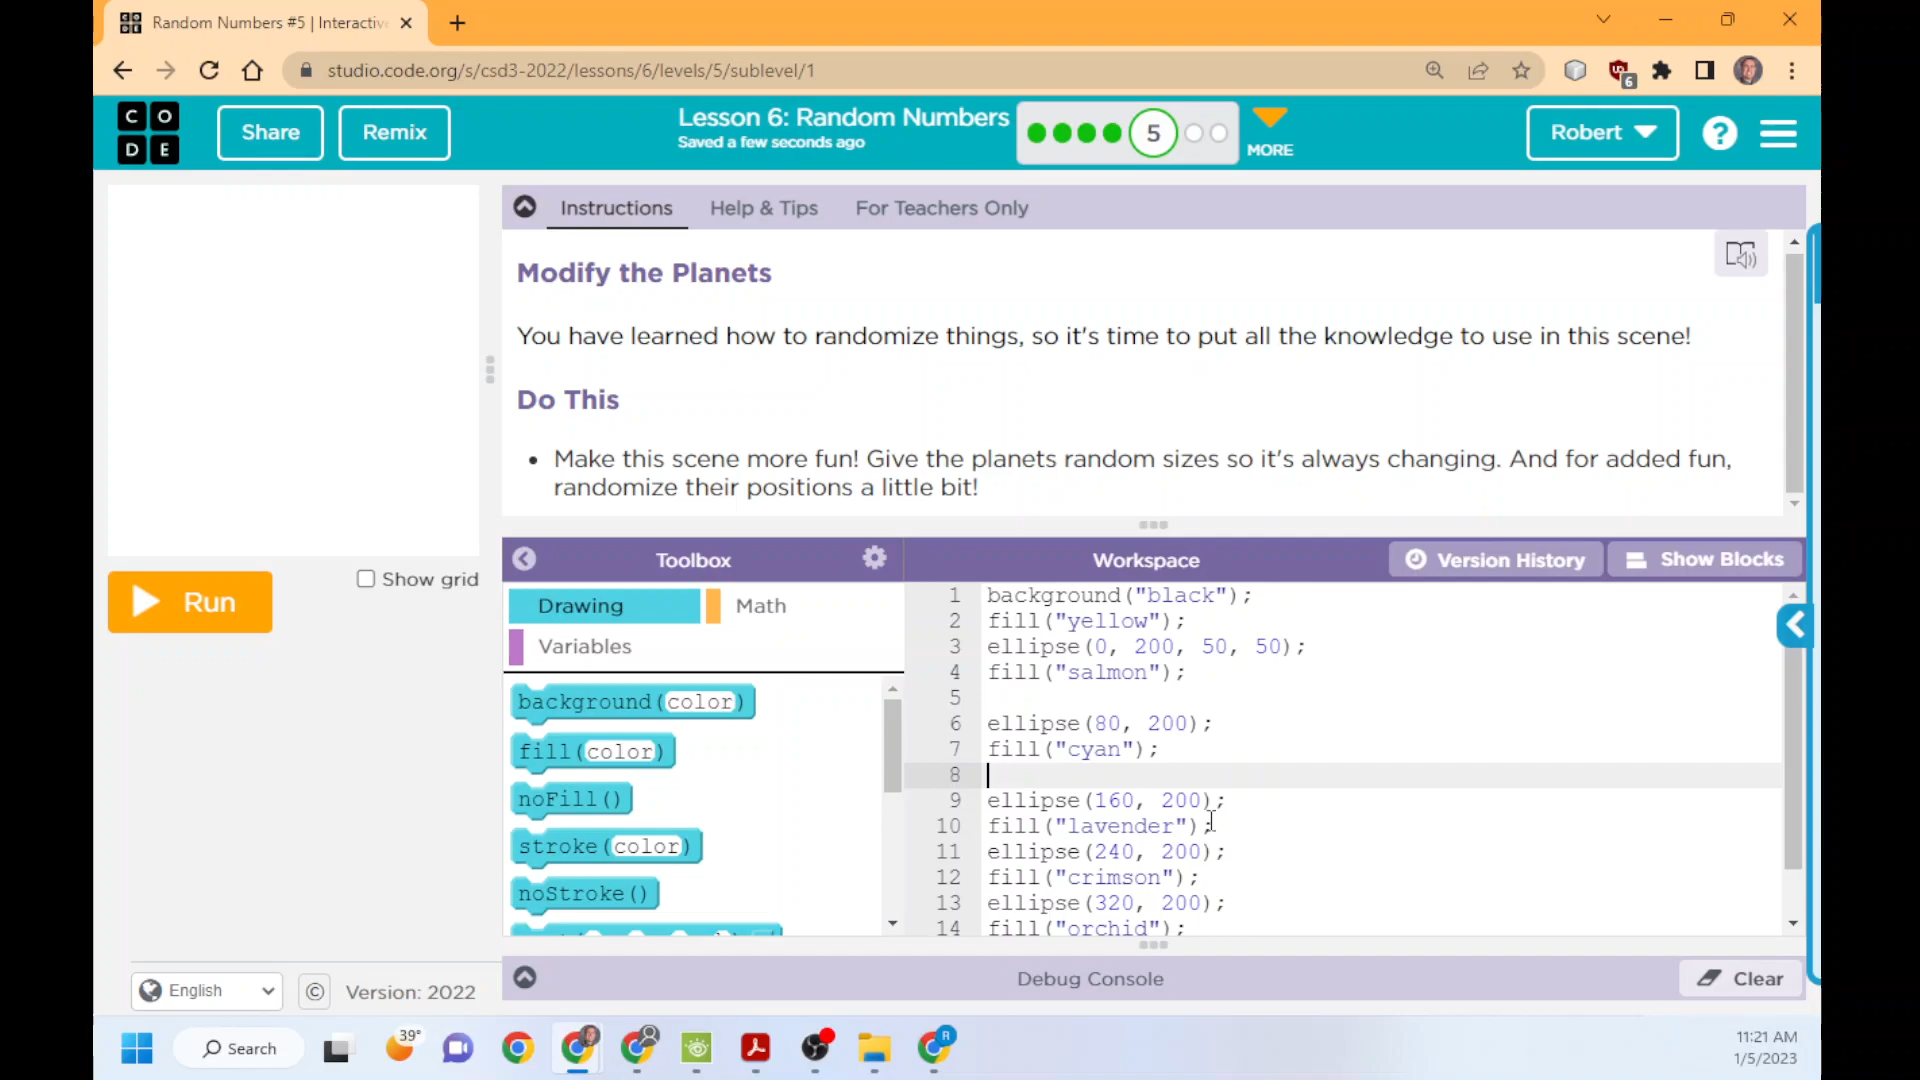 Random Numbers #5 | Interactiv
studio.code.org/s/csd3-2022/lessons/6/levels/5/sublevel/1
6
C O
D E
Share
Remix
Lesson 6: Random Numbers
Saved a few seconds ago
5
MORE
Robert
?
Instructions
Help & Tips
For Teachers Only
Modify the Planets
You have learned how to randomize things, so it's time to put all the knowledge to use in this scene!
Do This
• Make this scene more fun! Give the planets random sizes so it's always changing. And for added fun,
randomize their positions a little bit!
Run
Show grid
Toolbox
Drawing
Math
Variables
background(color)
fill(color)
noFill()
stroke(color)
noStroke()
Workspace
Version History
Show Blocks
1 background("black");
2 fill("yellow");
3 ellipse(0, 200, 50, 50);
4 fill("salmon");
5
6 ellipse(80, 200);
7 fill("cyan");
8
9 ellipse(160, 200);
10 fill("lavender");
11 ellipse(240, 200);
12 fill("crimson");
13 ellipse(320, 200);
14 fill("orchid");
Debug Console
Clear
English
© Version: 2022
39°
Search
R
11:21 AM
1/5/2023